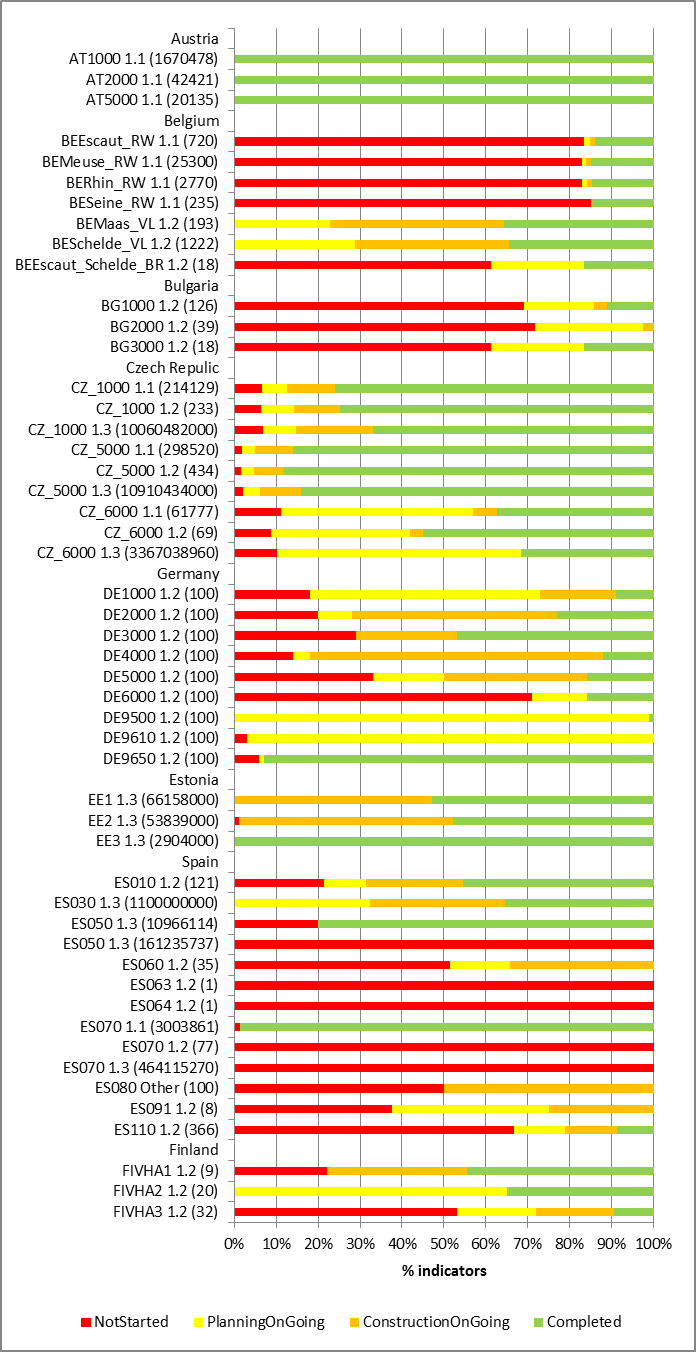 Austria
AT1000 1.1 (1670478)
AT2000 1.1 (42421)
AT5000 1.1 (20135)
Belgium
BEEscaut_RW 1.1 (720)
BEMeuse_RW 1.1 (25300)
BERhin_RW 1.1 (2770)
BESeine_RW 1.1 (235)
BEMaas_VL 1.2 (193)
BESchelde_VL 1.2 (1222)
BEEscaut_Schelde_BR 1.2 (18)
Bulgaria
BG1000 1.2 (126)
BG2000 1.2 (39)
BG3000 1.2 (18)
Czech Repulic
CZ_1000 1.1 (214129)
CZ_1000 1.2 (233)
CZ_1000 1.3 (10060482000)
CZ_5000 1.1 (298520)
CZ_5000 1.2 (434)
CZ_5000 1.3 (10910434000)
CZ_6000 1.1 (61777)
CZ_6000 1.2 (69)
CZ_6000 1.3 (3367038960)
Germany
DE1000 1.2 (100)
DE2000 1.2 (100)
DE3000 1.2 (100)
DE4000 1.2 (100)
DE5000 1.2 (100)
DE6000 1.2 (100)
DE9500 1.2 (100)
DE9610 1.2 (100)
DE9650 1.2 (100)
Estonia
EE1 1.3 (66158000)
EE2 1.3 (53839000)
EE3 1.3 (2904000)
Spain
ES010 1.2 (121)
ES030 1.3 (1100000000)
ES050 1.3 (10966114)
ES050 1.3 (161235737)
ES060 1.2 (35)
ES063 1.2 (1)
ES064 1.2 (1)
ES070 1.1 (3003861)
ES070 1.2 (77)
ES070 1.3 (464115270)
ES080 Other (100)
ES091 1.2 (8)
ES110 1.2 (366)
Finland
FIVHA1 1.2 (9)
FIVHA2 1.2 (20)
FIVHA3 1.2 (32)
0% 10% 20% 30% 40% 50% 60% 70% 80% 90% 100%
% indicators
NotStarted PlanningOnGoing ConstructionOnGoing Completed